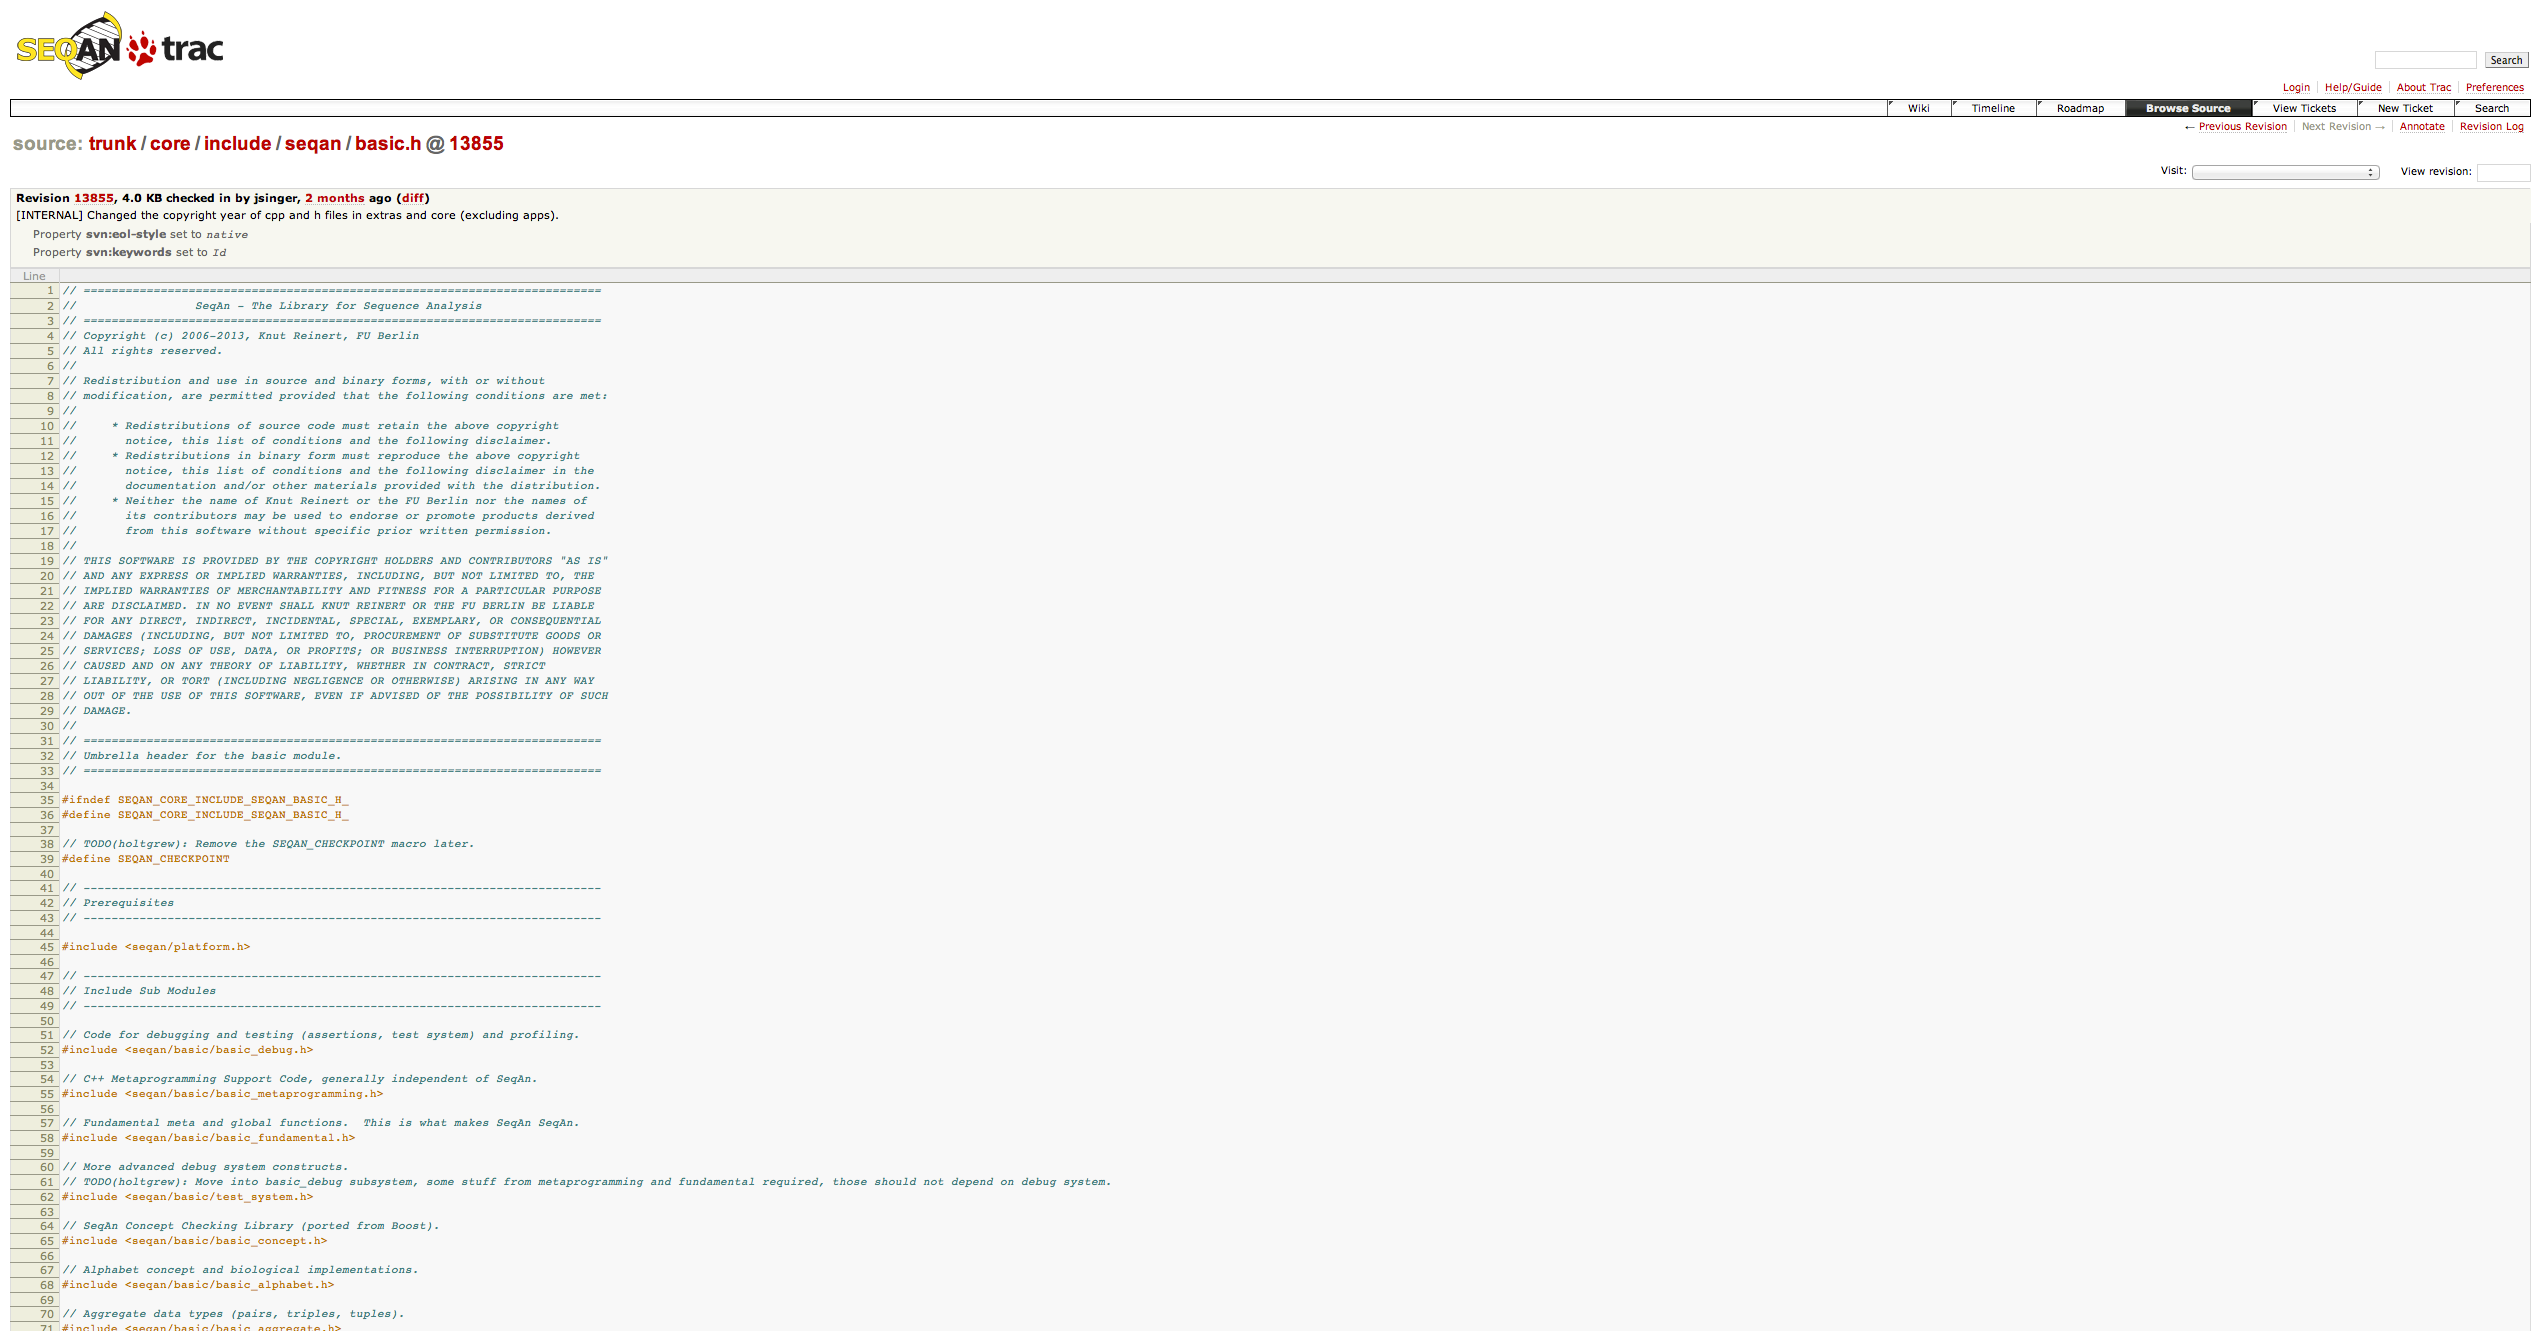 SEQAN trac
Search
Login Help/Guide About Trac Preferences
Wiki Timeline Roadmap Browse Source View Tickets New Ticket Search
← Previous Revision Next Revision → Annotate Revision Log
source: trunk / core / include / seqan / basic.h @ 13855
Visit: View revision:
Revision 13855, 4.0 KB checked in by jsinger, 2 months ago (diff)
[INTERNAL] Changed the copyright year of cpp and h files in extras and core (excluding apps).
Property svn:eol-style set to native
Property svn:keywords set to Id
Line
1 // ==========================================================================
2 //                 SeqAn - The Library for Sequence Analysis
3 // ==========================================================================
4 // Copyright (c) 2006-2013, Knut Reinert, FU Berlin
5 // All rights reserved.
6 //
7 // Redistribution and use in source and binary forms, with or without
8 // modification, are permitted provided that the following conditions are met:
9 //
10 //     * Redistributions of source code must retain the above copyright
11 //       notice, this list of conditions and the following disclaimer.
12 //     * Redistributions in binary form must reproduce the above copyright
13 //       notice, this list of conditions and the following disclaimer in the
14 //       documentation and/or other materials provided with the distribution.
15 //     * Neither the name of Knut Reinert or the FU Berlin nor the names of
16 //       its contributors may be used to endorse or promote products derived
17 //       from this software without specific prior written permission.
18 //
19 // THIS SOFTWARE IS PROVIDED BY THE COPYRIGHT HOLDERS AND CONTRIBUTORS "AS IS"
20 // AND ANY EXPRESS OR IMPLIED WARRANTIES, INCLUDING, BUT NOT LIMITED TO, THE
21 // IMPLIED WARRANTIES OF MERCHANTABILITY AND FITNESS FOR A PARTICULAR PURPOSE
22 // ARE DISCLAIMED. IN NO EVENT SHALL KNUT REINERT OR THE FU BERLIN BE LIABLE
23 // FOR ANY DIRECT, INDIRECT, INCIDENTAL, SPECIAL, EXEMPLARY, OR CONSEQUENTIAL
24 // DAMAGES (INCLUDING, BUT NOT LIMITED TO, PROCUREMENT OF SUBSTITUTE GOODS OR
25 // SERVICES; LOSS OF USE, DATA, OR PROFITS; OR BUSINESS INTERRUPTION) HOWEVER
26 // CAUSED AND ON ANY THEORY OF LIABILITY, WHETHER IN CONTRACT, STRICT
27 // LIABILITY, OR TORT (INCLUDING NEGLIGENCE OR OTHERWISE) ARISING IN ANY WAY
28 // OUT OF THE USE OF THIS SOFTWARE, EVEN IF ADVISED OF THE POSSIBILITY OF SUCH
29 // DAMAGE.
30 //
31 // ==========================================================================
32 // Umbrella header for the basic module.
33 // ==========================================================================
34
35 #ifndef SEQAN_CORE_INCLUDE_SEQAN_BASIC_H_
36 #define SEQAN_CORE_INCLUDE_SEQAN_BASIC_H_
37
38 // TODO(holtgrew): Remove the SEQAN_CHECKPOINT macro later.
39 #define SEQAN_CHECKPOINT
40
41 // --------------------------------------------------------------------------
42 // Prerequisites
43 // --------------------------------------------------------------------------
44
45 #include <seqan/platform.h>
46
47 // --------------------------------------------------------------------------
48 // Include Sub Modules
49 // --------------------------------------------------------------------------
50
51 // Code for debugging and testing (assertions, test system) and profiling.
52 #include <seqan/basic/basic_debug.h>
53
54 // C++ Metaprogramming Support Code, generally independent of SeqAn.
55 #include <seqan/basic/basic_metaprogramming.h>
56
57 // Fundamental meta and global functions.  This is what makes SeqAn SeqAn.
58 #include <seqan/basic/basic_fundamental.h>
59
60 // More advanced debug system constructs.
61 // TODO(holtgrew): Move into basic_debug subsystem, some stuff from metaprogramming and fundamental required, those should not depend on debug system.
62 #include <seqan/basic/test_system.h>
63
64 // SeqAn Concept Checking Library (ported from Boost).
65 #include <seqan/basic/basic_concept.h>
66
67 // Alphabet concept and biological implementations.
68 #include <seqan/basic/basic_alphabet.h>
69
70 // Aggregate data types (pairs, triples, tuples).
71 #include <seqan/basic/basic_aggregate.h>